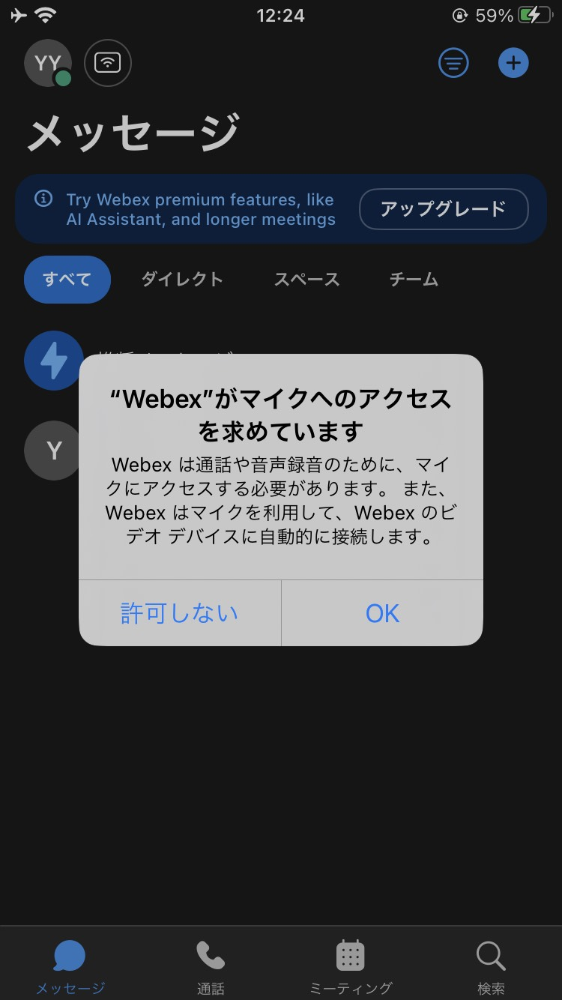 12:24
59%
YY
メッセージ
Try Webex premium features, like
AI Assistant, and longer meetings
アップグレード
すべて
ダイレクト
スペース
チーム
Y
“Webex”がマイクへのアクセス
を求めています
Webex は通話や音声録音のために、マイ
クにアクセスする必要があります。 また、
Webex はマイクを利用して、Webex のビ
デオ デバイスに自動的に接続します。
許可しない
OK
メッセージ
通話
ミーティング
検索